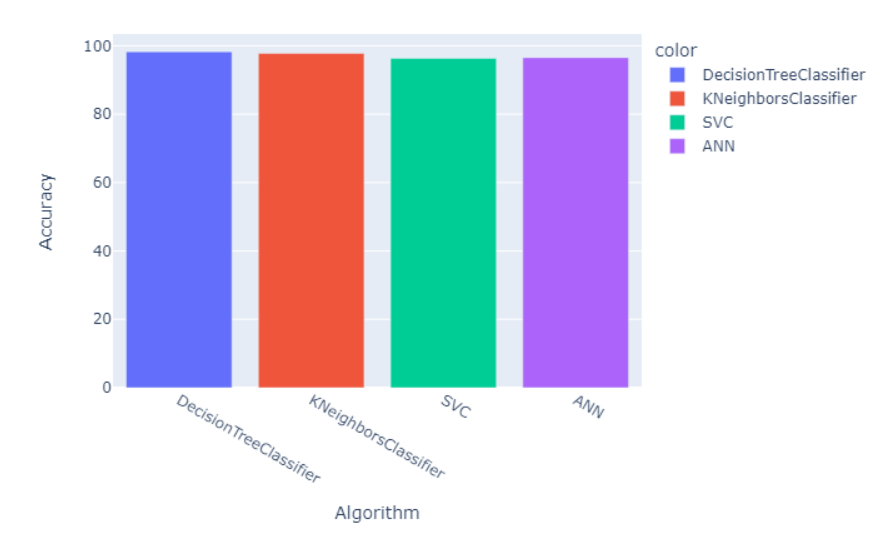 100
80
60
40
20
0
Accuracy
DecisionTreeClassifier
KNeighborsClassifier
SVC
ANN
Algorithm
color
DecisionTreeClassifier
KNeighborsClassifier
SVC
ANN